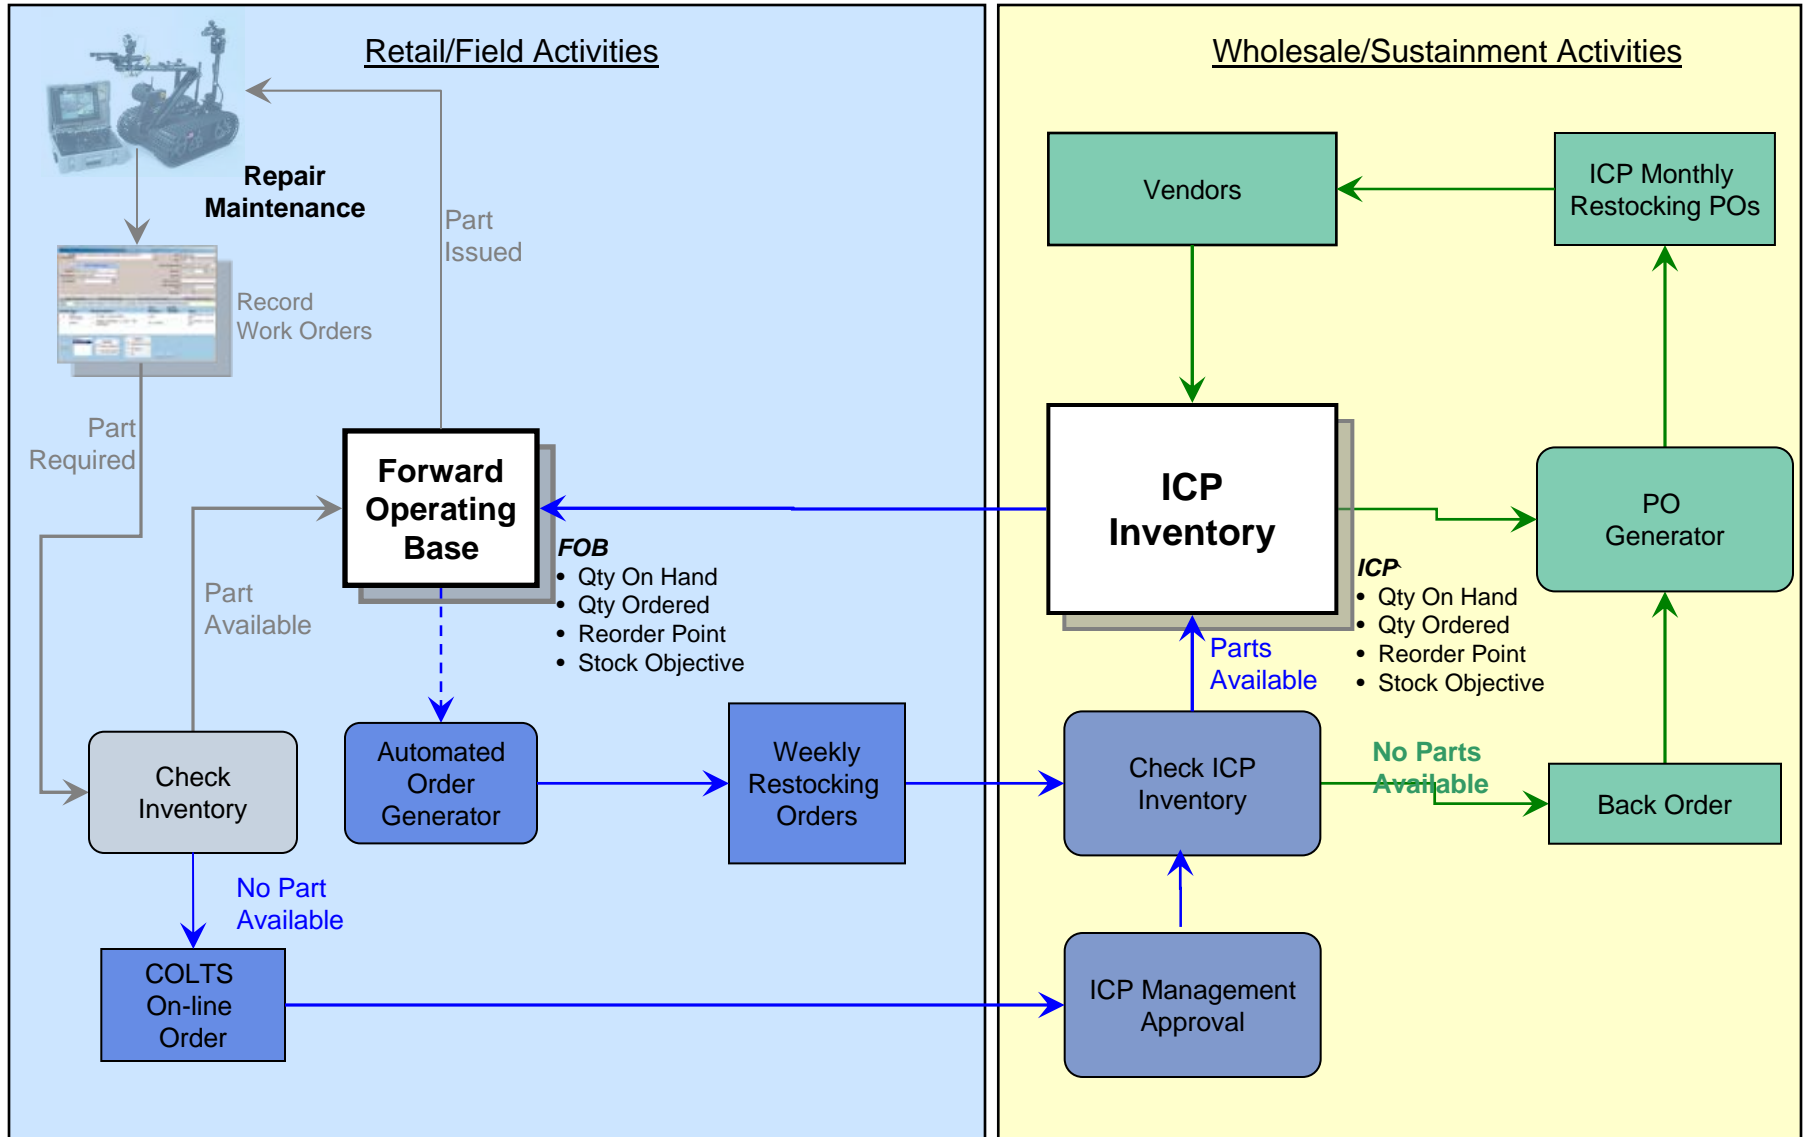 Retail/Field Activities
Repair
Maintenance
Part
Issued
Record
Work Orders
Part
Required
Forward
Operating
Base
FOB
• Qty On Hand
• Qty Ordered
• Reorder Point
• Stock Objective
Part
Available
Check
Inventory
Automated
Order
Generator
Weekly
Restocking
Orders
No Part
Available
COLTS
On-line
Order
Wholesale/Sustainment Activities
Vendors
ICP Monthly
Restocking POs
ICP
Inventory
PO
Generator
ICP`
• Qty On Hand
• Qty Ordered
• Reorder Point
• Stock Objective
Parts
Available
Check ICP
Inventory
No Parts
Available
Back Order
ICP Management
Approval